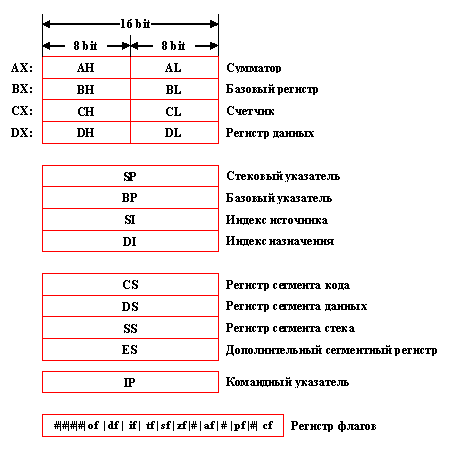 16 bit
8 bit 8 bit
AX: AH AL Сумматор
BX: BH BL Базовый регистр
CX: CH CL Счетчик
DX: DH DL Регистр данных
SP Стековый указатель
BP Базовый указатель
SI Индекс источника
DI Индекс назначения
CS Регистр сегмента кода
DS Регистр сегмента данных
SS Регистр сегмента стека
ES Дополнительный сегментный регистр
IP Командный указатель
#|#|#|#| of | df | if | tf | sf | zf | # | af | # | pf | # | cf Регистр флагов